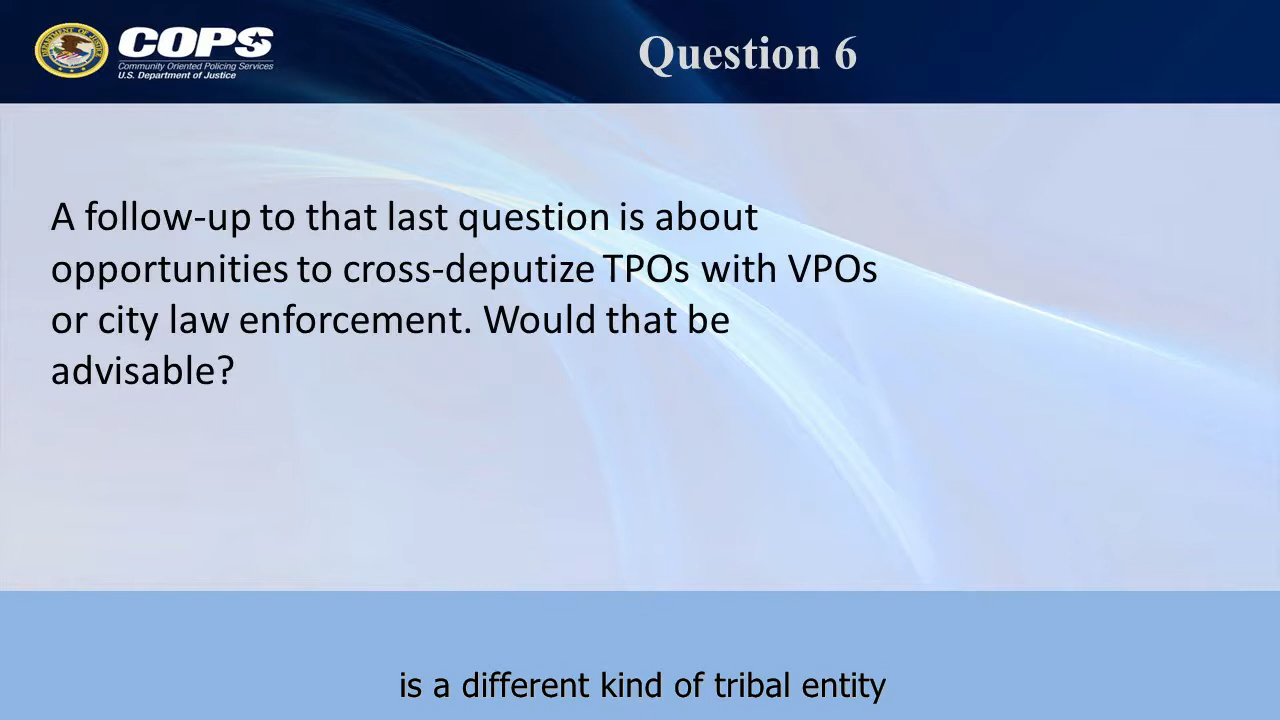 COPS
Community Oriented Policing Services
U.S. Department of Justice
Question 6
A follow-up to that last question is about
opportunities to cross-deputize TPOs with VPOs
or city law enforcement. Would that be
advisable?
is a different kind of tribal entity